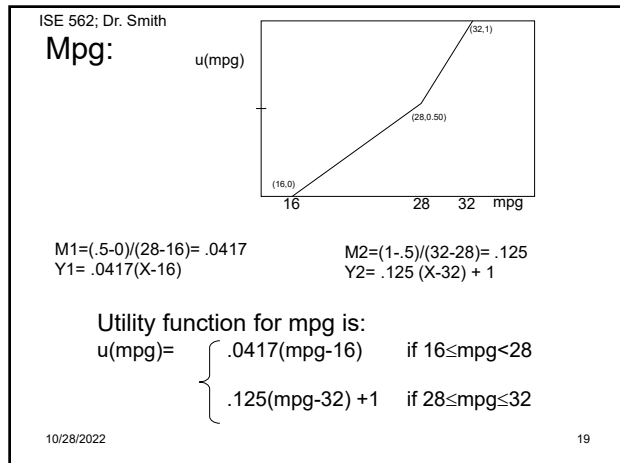 ISE 562; Dr. Smith
Mpg:
u(mpg)
(32,1)
(28,0.50)
(16,0)
16 28 32 mpg
M1=(.5-0)/(28-16)= .0417
Y1= .0417(X-16)
M2=(1-.5)/(32-28)= .125
Y2= .125 (X-32) + 1
Utility function for mpg is:
u(mpg)= .0417(mpg-16) if 16≤mpg<28
.125(mpg-32) +1 if 28≤mpg≤32
10/28/2022 19